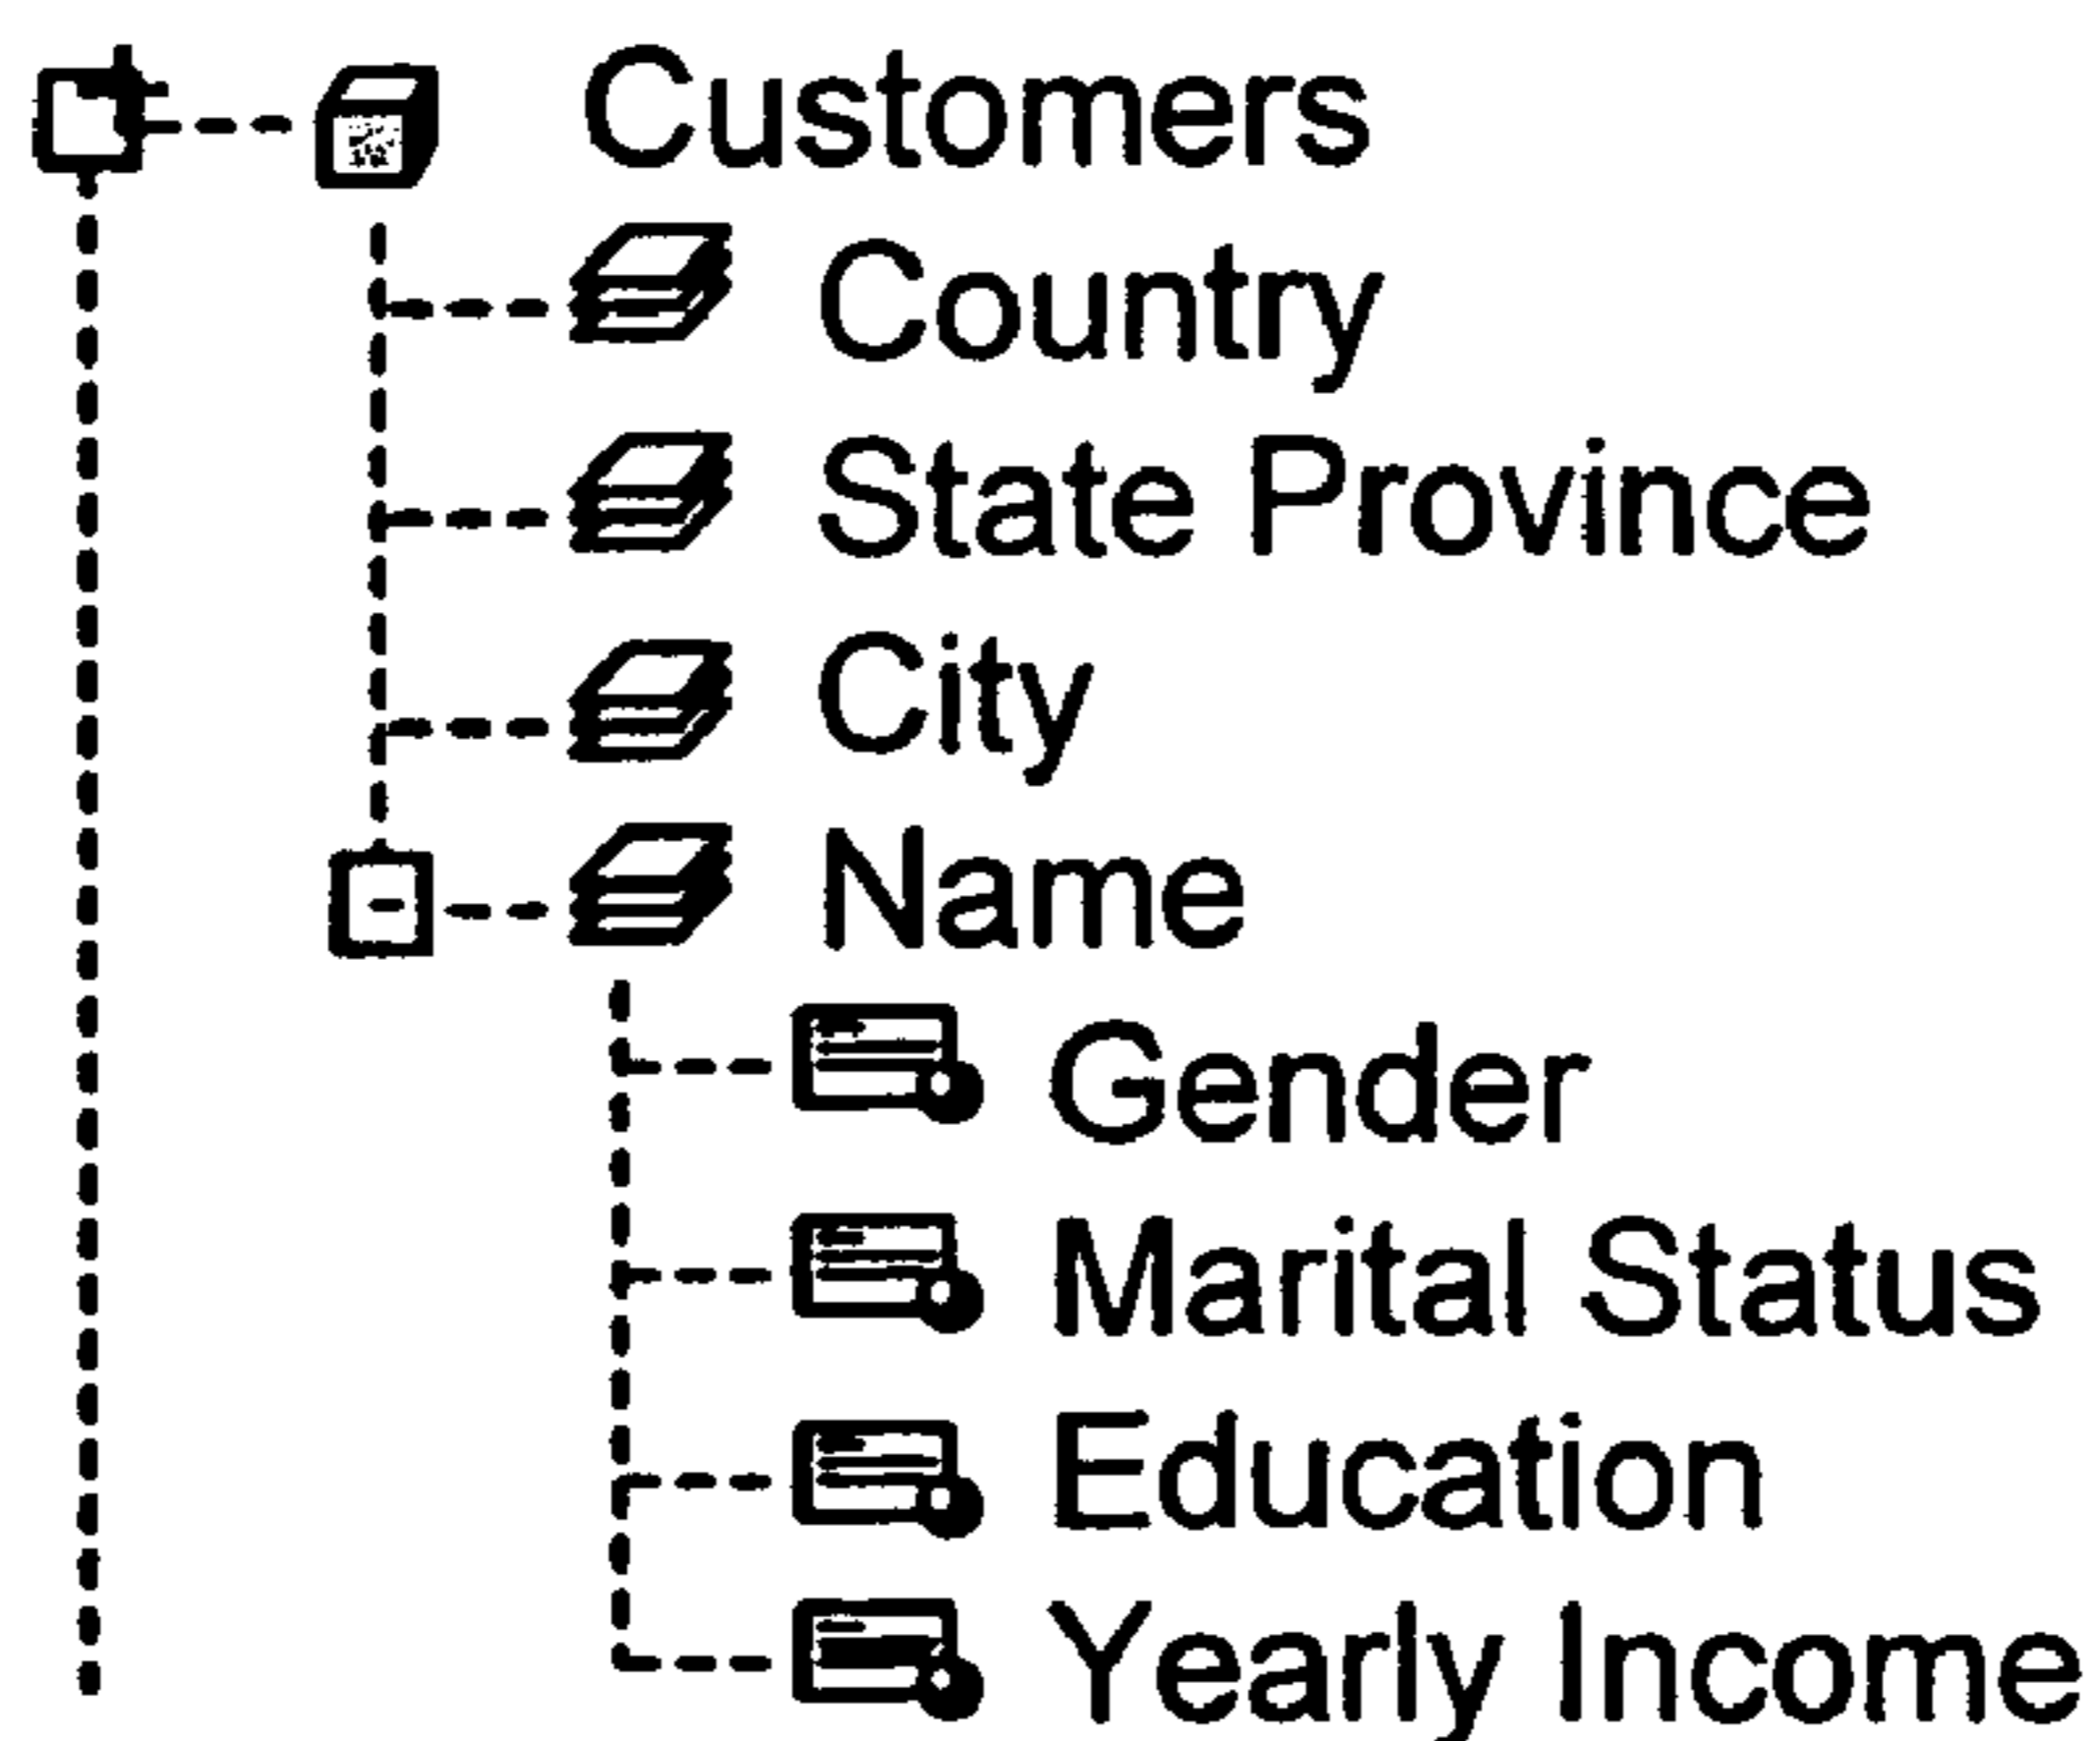 Customers
Country
State Province
City
Name
Gender
Marital Status
Education
Yearly Income